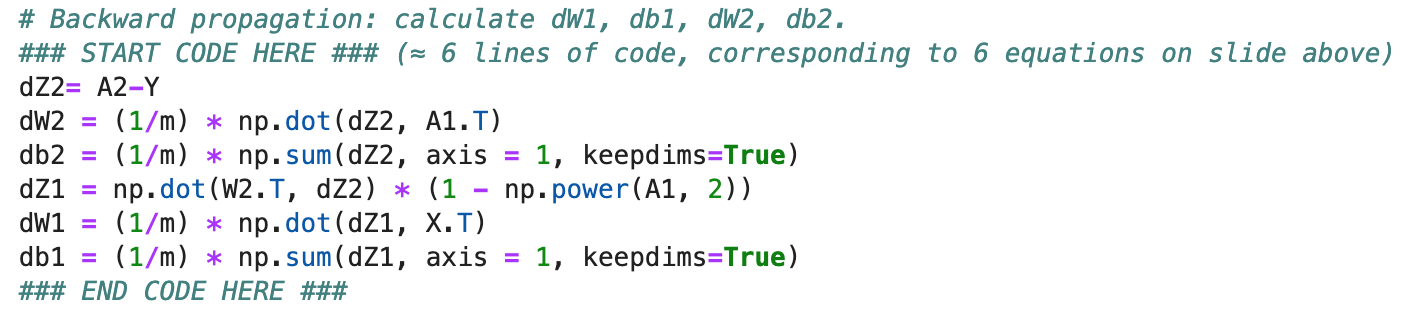 # Backward propagation: calculate dW1, db1, dW2, db2.
### START CODE HERE ### (≈ 6 lines of code, corresponding to 6 equations on slide above)
dZ2= A2-Y
dW2 = (1/m) * np.dot(dZ2, A1.T)
db2 = (1/m) * np.sum(dZ2, axis = 1, keepdims=True)
dZ1 = np.dot(W2.T, dZ2) * (1 - np.power(A1, 2))
dW1 = (1/m) * np.dot(dZ1, X.T)
db1 = (1/m) * np.sum(dZ1, axis = 1, keepdims=True)
### END CODE HERE ###